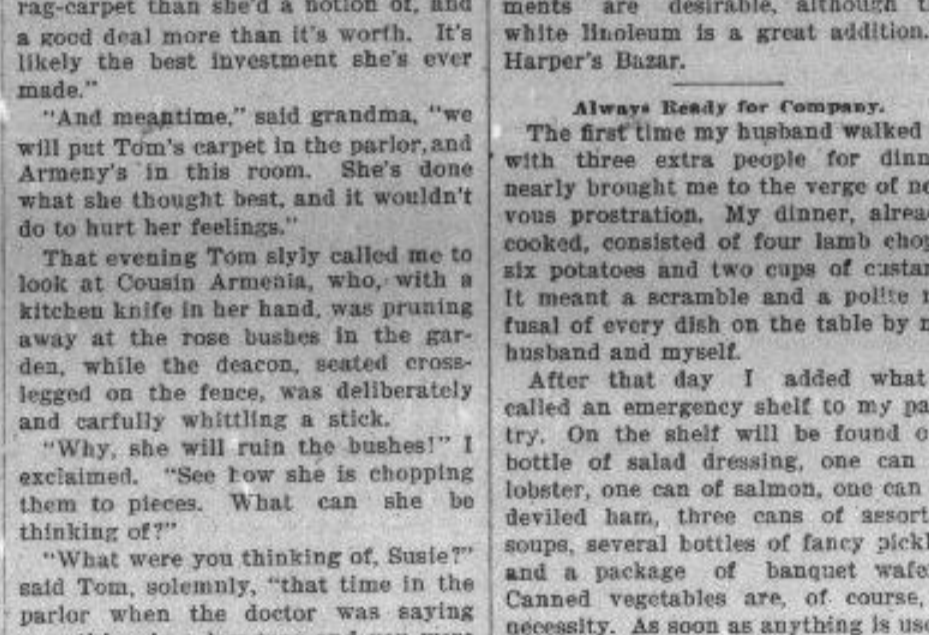 rag-carpet than she'd a notion of, and
a good deal more than it's worth. It's
likely the best investment she's ever
made."
"And meantime," said grandma, "we
will put Tom's carpet in the parlor, and
Armeny's in this room. She's done
what she thought best, and it wouldn't
do to hurt her feelings."
That evening Tom slyly called me to
look at Cousin Armenia, who, with a
kitchen knife in her hand, was pruning
away at the rose bushes in the gar-
den, while the deacon, seated cross-
legged on the fence, was deliberately
and carfully whittling a stick.
"Why, she will ruin the bushes!" I
exclaimed. "See how she is chopping
them to pieces. What can she be
thinking of?"
"What were you thinking of, Susie?"
said Tom, solemnly, "that time in the
parlor when the doctor was saying
ments are desirable, although
white linoleum is a great addition.
Harper's Bazar.
Always Ready for Company.
The first time my husband walked
with three extra people for dinn
nearly brought me to the verge of ne
vous prostration. My dinner, alrea
cooked, consisted of four lamb chop
six potatoes and two cups of custar
It meant a scramble and a polite r
fusal of every dish on the table by m
husband and myself.
After that day I added what
called an emergency shelf to my pa
try. On the shelf will be found o
bottle of salad dressing, one can
lobster, one can of salmon, one can
deviled ham, three cans of assort
soups, several bottles of fancy pickl
and a package of banquet wafe
Canned vegetables are, of course,
necessity. As soon as anything is use